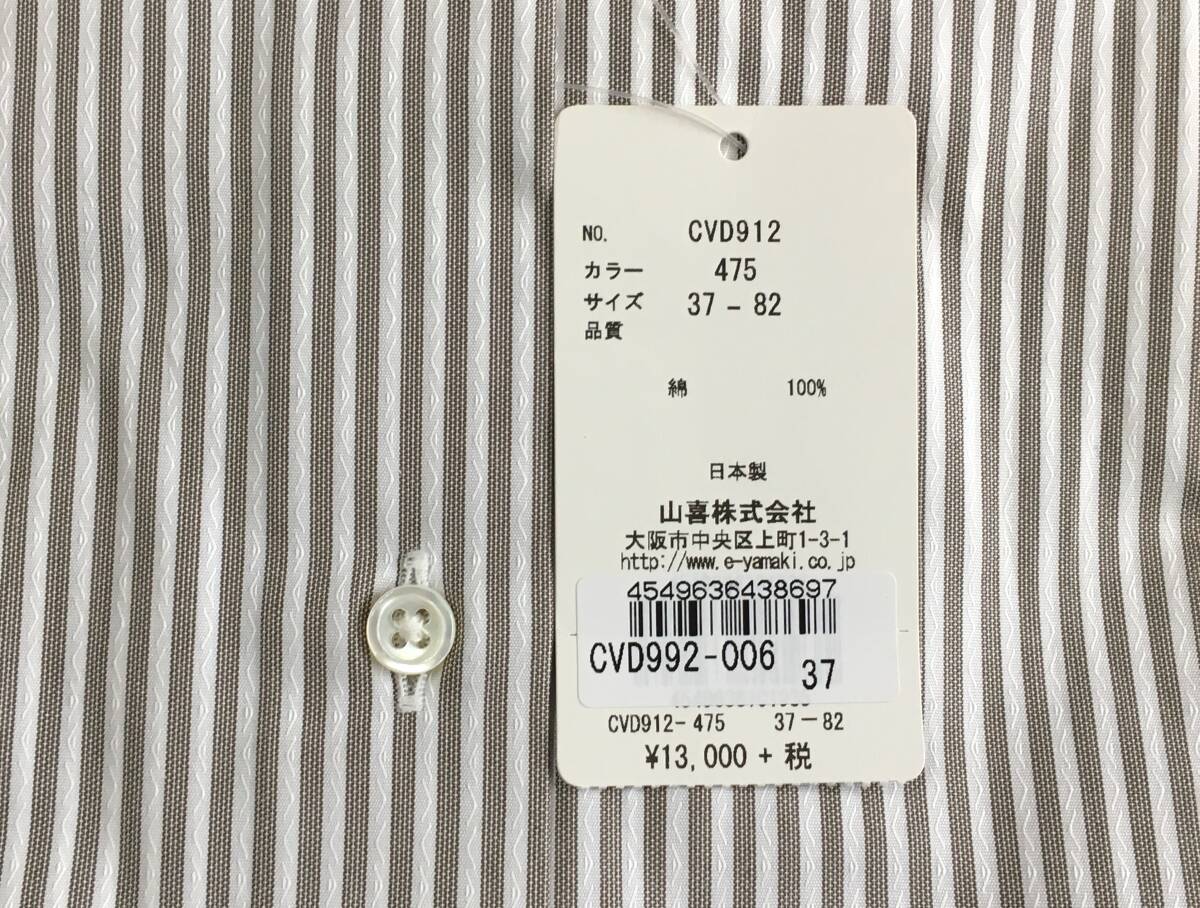 NO. CVD912
カラー 475
サイズ 37-82
品質
綿 100%
日本製
山喜株式会社
大阪市中央区上町1-3-1
http://www.e-yamaki.co.jp
4549636438697
CVD992-006
37
CVD912-475 37-82
¥13,000 + 税